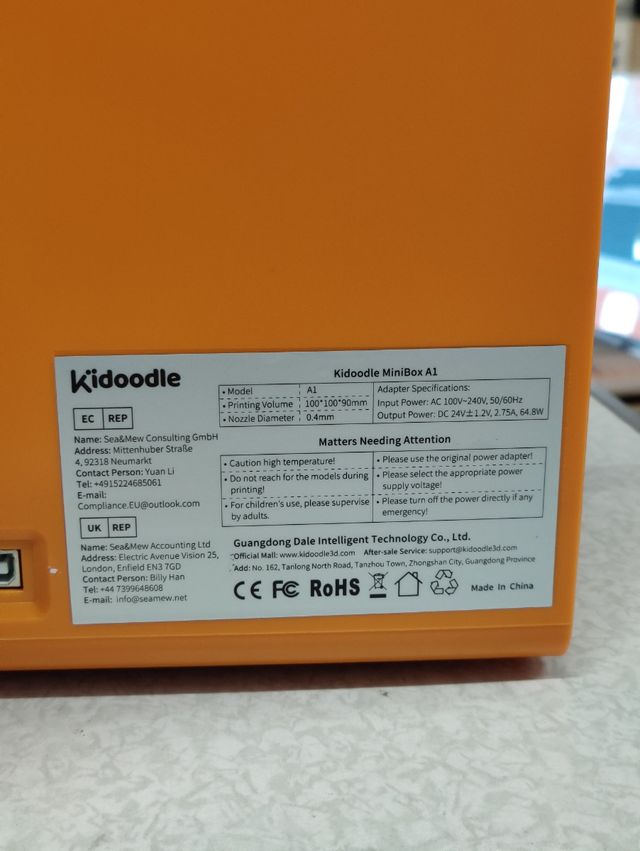 Kidoodle
EC REP
Name: Sea&Mew Consulting GmbH
Address: Mittenhuber Straße
4, 92318 Neumarkt
Contact Person: Yuan Li
Tel: +4915224685061
E-mail:
Compliance.EU@outlook.com
UK REP
Name: Sea&Mew Accounting Ltd
Address: Electric Avenue Vision 25,
London, Enfield EN3 7GD
Contact Person: Billy Han
Tel: +44 7399648608
E-mail: info@seamew.net
Kidoodle MiniBox A1
• Model A1
• Printing Volume 100*100*90mm
• Nozzle Diameter 0.4mm
Adapter Specifications:
Input Power: AC 100V~240V, 50/60Hz
Output Power: DC 24V±1.2V, 2.75A, 64.8W
Matters Needing Attention
• Caution high temperature!
• Do not reach for the models during
printing!
• For children's use, please supervise
by adults.
• Please use the original power adapter!
• Please select the appropriate power
supply voltage!
• Please turn off the power directly if any
emergency!
Guangdong Dale Intelligent Technology Co., Ltd.
Official Mall: www.kidoodle3d.com After-sale Service: support@kidoodle3d.com
Add: No. 162, Tanlong North Road, Tanzhou Town, Zhongshan City, Guangdong Province
CE FC RoHS Made In China